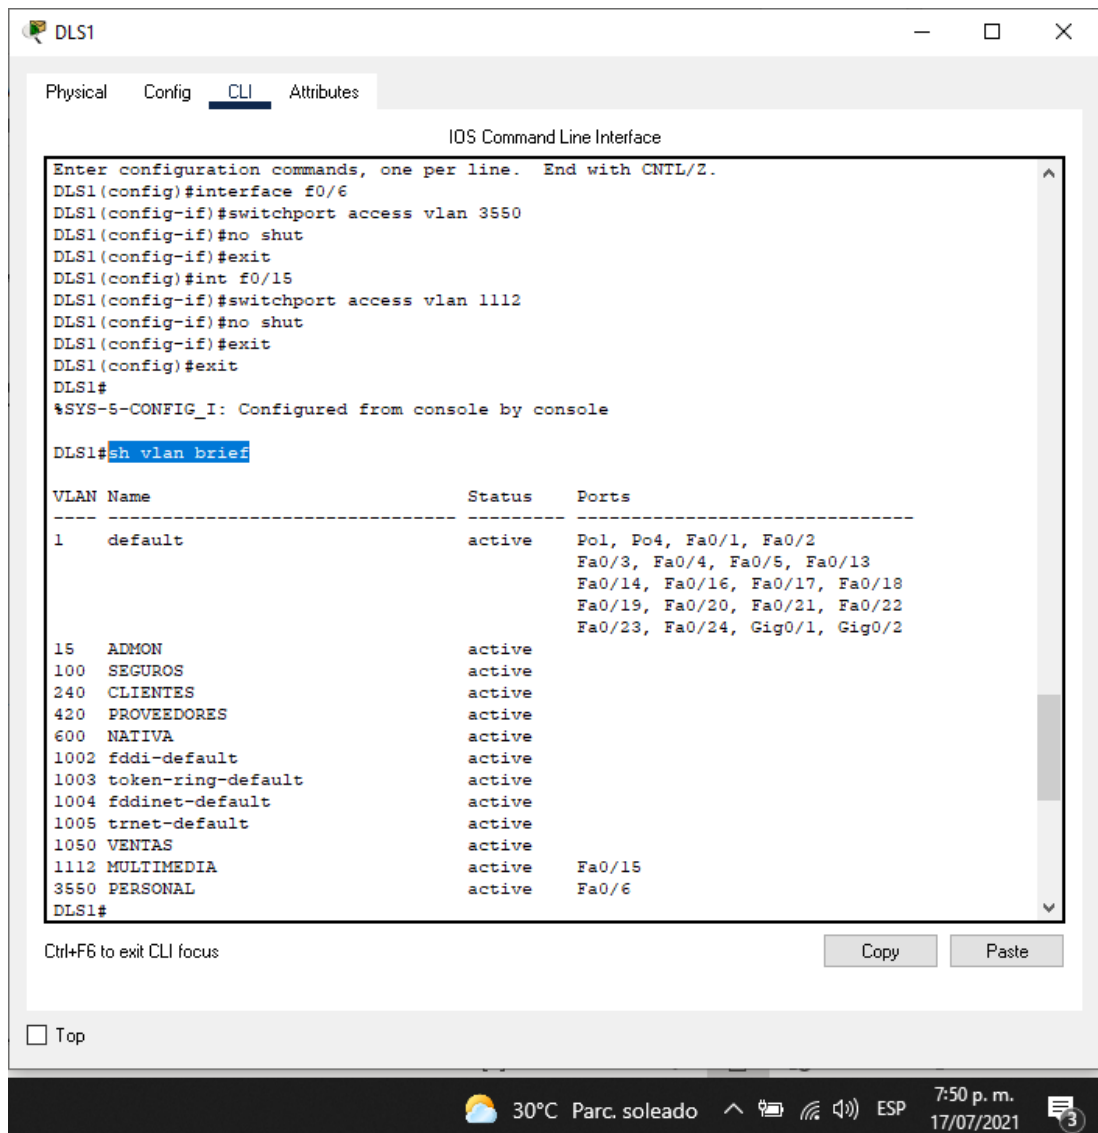 DLS1
Physical Config CLI Attributes
IOS Command Line Interface
Enter configuration commands, one per line.  End with CNTL/Z.
DLS1(config)#interface f0/6
DLS1(config-if)#switchport access vlan 3550
DLS1(config-if)#no shut
DLS1(config-if)#exit
DLS1(config)#int f0/15
DLS1(config-if)#switchport access vlan 1112
DLS1(config-if)#no shut
DLS1(config-if)#exit
DLS1(config)#exit
DLS1#
%SYS-5-CONFIG_I: Configured from console by console
DLS1#sh vlan brief
VLAN Name                             Status    Ports
---- -------------------------------- --------- -------------------------------
1    default                          active    Po1, Po4, Fa0/1, Fa0/2
                                                Fa0/3, Fa0/4, Fa0/5, Fa0/13
                                                Fa0/14, Fa0/16, Fa0/17, Fa0/18
                                                Fa0/19, Fa0/20, Fa0/21, Fa0/22
                                                Fa0/23, Fa0/24, Gig0/1, Gig0/2
15   ADMON                            active
100  SEGUROS                          active
240  CLIENTES                         active
420  PROVEEDORES                      active
600  NATIVA                           active
1002 fddi-default                     active
1003 token-ring-default               active
1004 fddinet-default                  active
1005 trnet-default                    active
1050 VENTAS                           active
1112 MULTIMEDIA                       active    Fa0/15
3550 PERSONAL                         active    Fa0/6
DLS1#
Ctrl+F6 to exit CLI focus
Copy Paste
Top
30°C Parc. soleado ESP 7:50 p. m.
17/07/2021 3